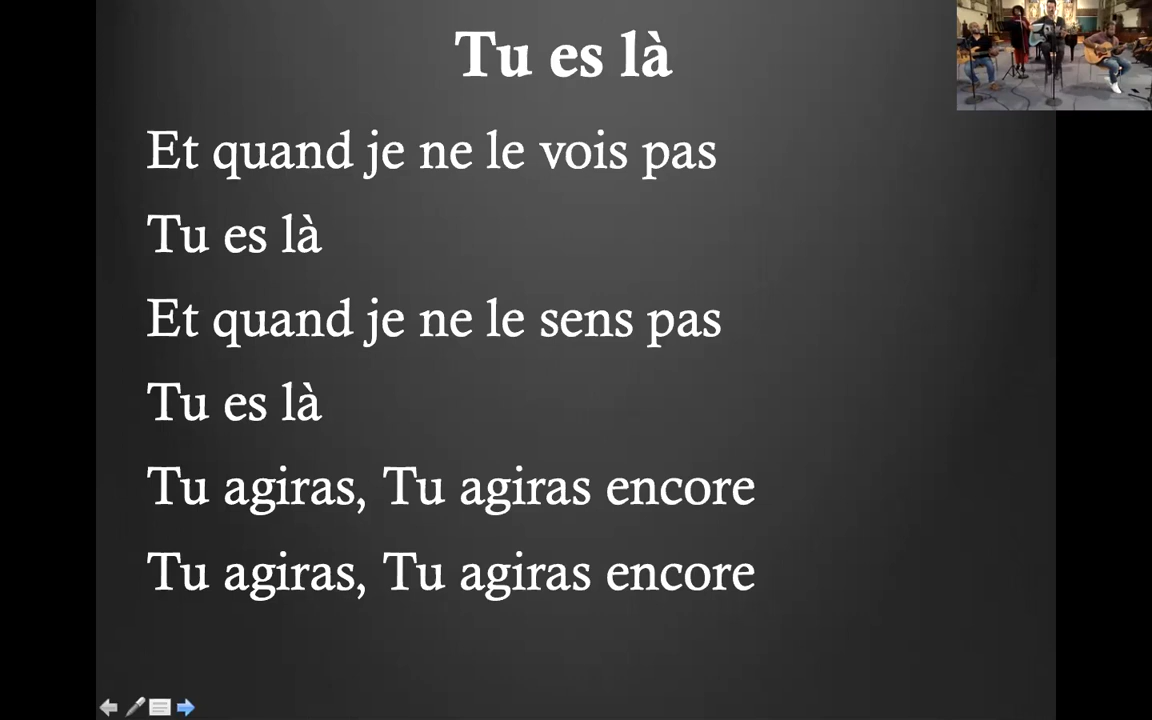 Tu es là
Et quand je ne le vois pas
Tu es là
Et quand je ne le sens pas
Tu es là
Tu agiras, Tu agiras encore
Tu agiras, Tu agiras encore